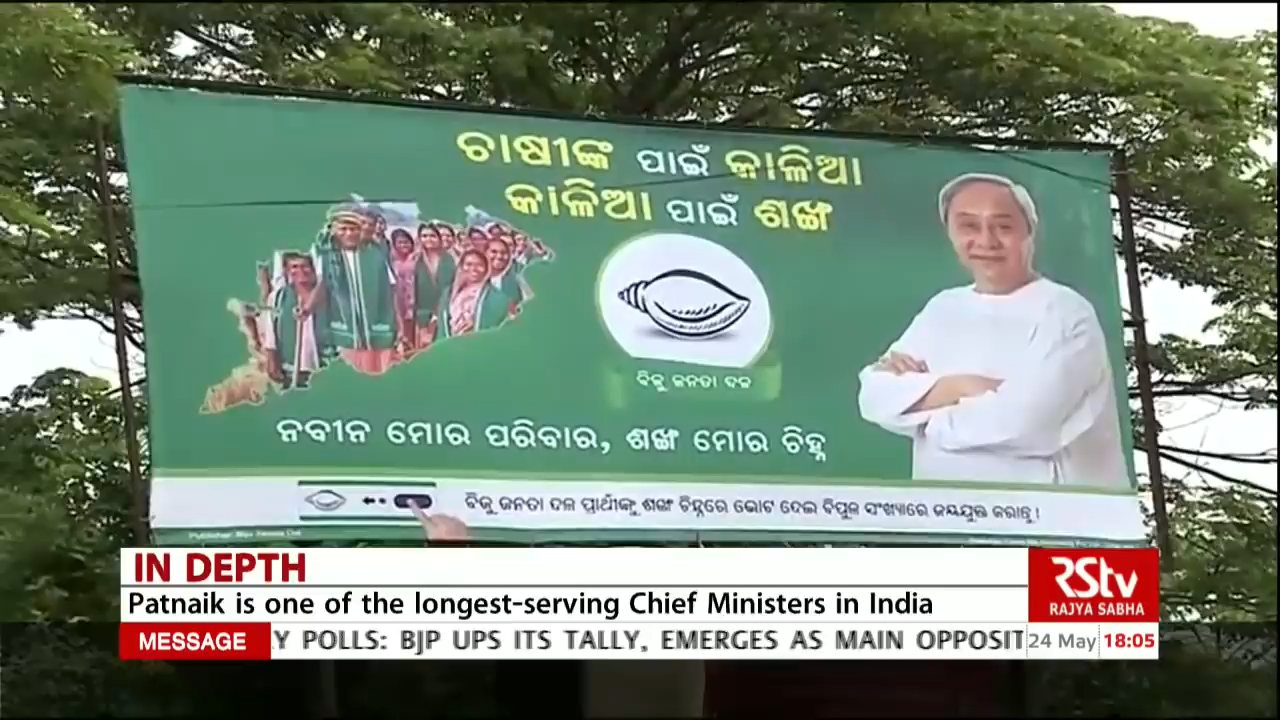 ଚାଷୀଙ୍କ ପାଇଁ କାଳିଆ
କାଳିଆ ପାଇଁ ଶଙ୍ଖ
ବିଜୁ ଜନତା ଦଳ
ନବୀନ ମୋର ପରିବାର, ଶଙ୍ଖ ମୋର ଚିହ୍ନ
ବିଜୁ ଜନତା ଦଳ ପ୍ରାର୍ଥୀଙ୍କୁ ଶଙ୍ଖ ଚିହ୍ନରେ ଭୋଟ ଦେଇ ବିପୁଳ ସଂଖ୍ୟାରେ ଜୟଯୁକ୍ତ କରାନ୍ତୁ !
IN DEPTH
Patnaik is one of the longest-serving Chief Ministers in India
RStv
RAJYA SABHA
MESSAGE Y POLLS: BJP UPS ITS TALLY, EMERGES AS MAIN OPPOSIT 24 May 18:05